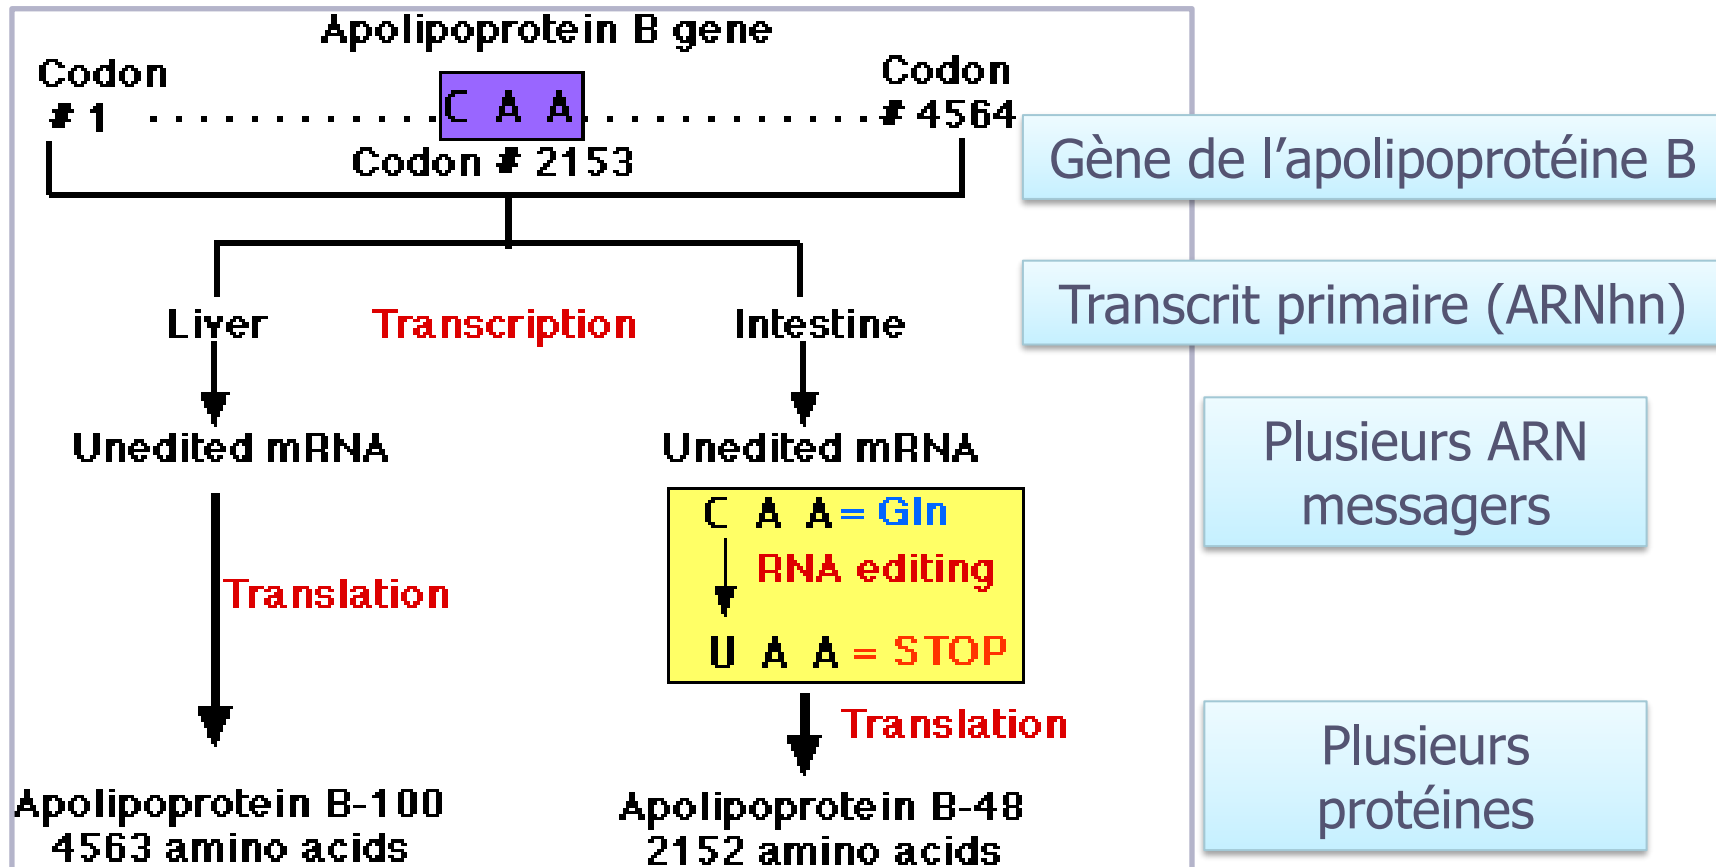 Apolipoprotein B gene
Codon
# 1
C A A
Codon
# 4564
Codon # 2153
Gène de l’apolipoprotéine B
Transcrit primaire (ARNhn)
Liver
Transcription
Intestine
Unedited mRNA
Unedited mRNA
Plusieurs ARN
messagers
C A A = Gln
RNA editing
U A A = STOP
Translation
Translation
Plusieurs
protéines
Apolipoprotein B-100
4563 amino acids
Apolipoprotein B-48
2152 amino acids